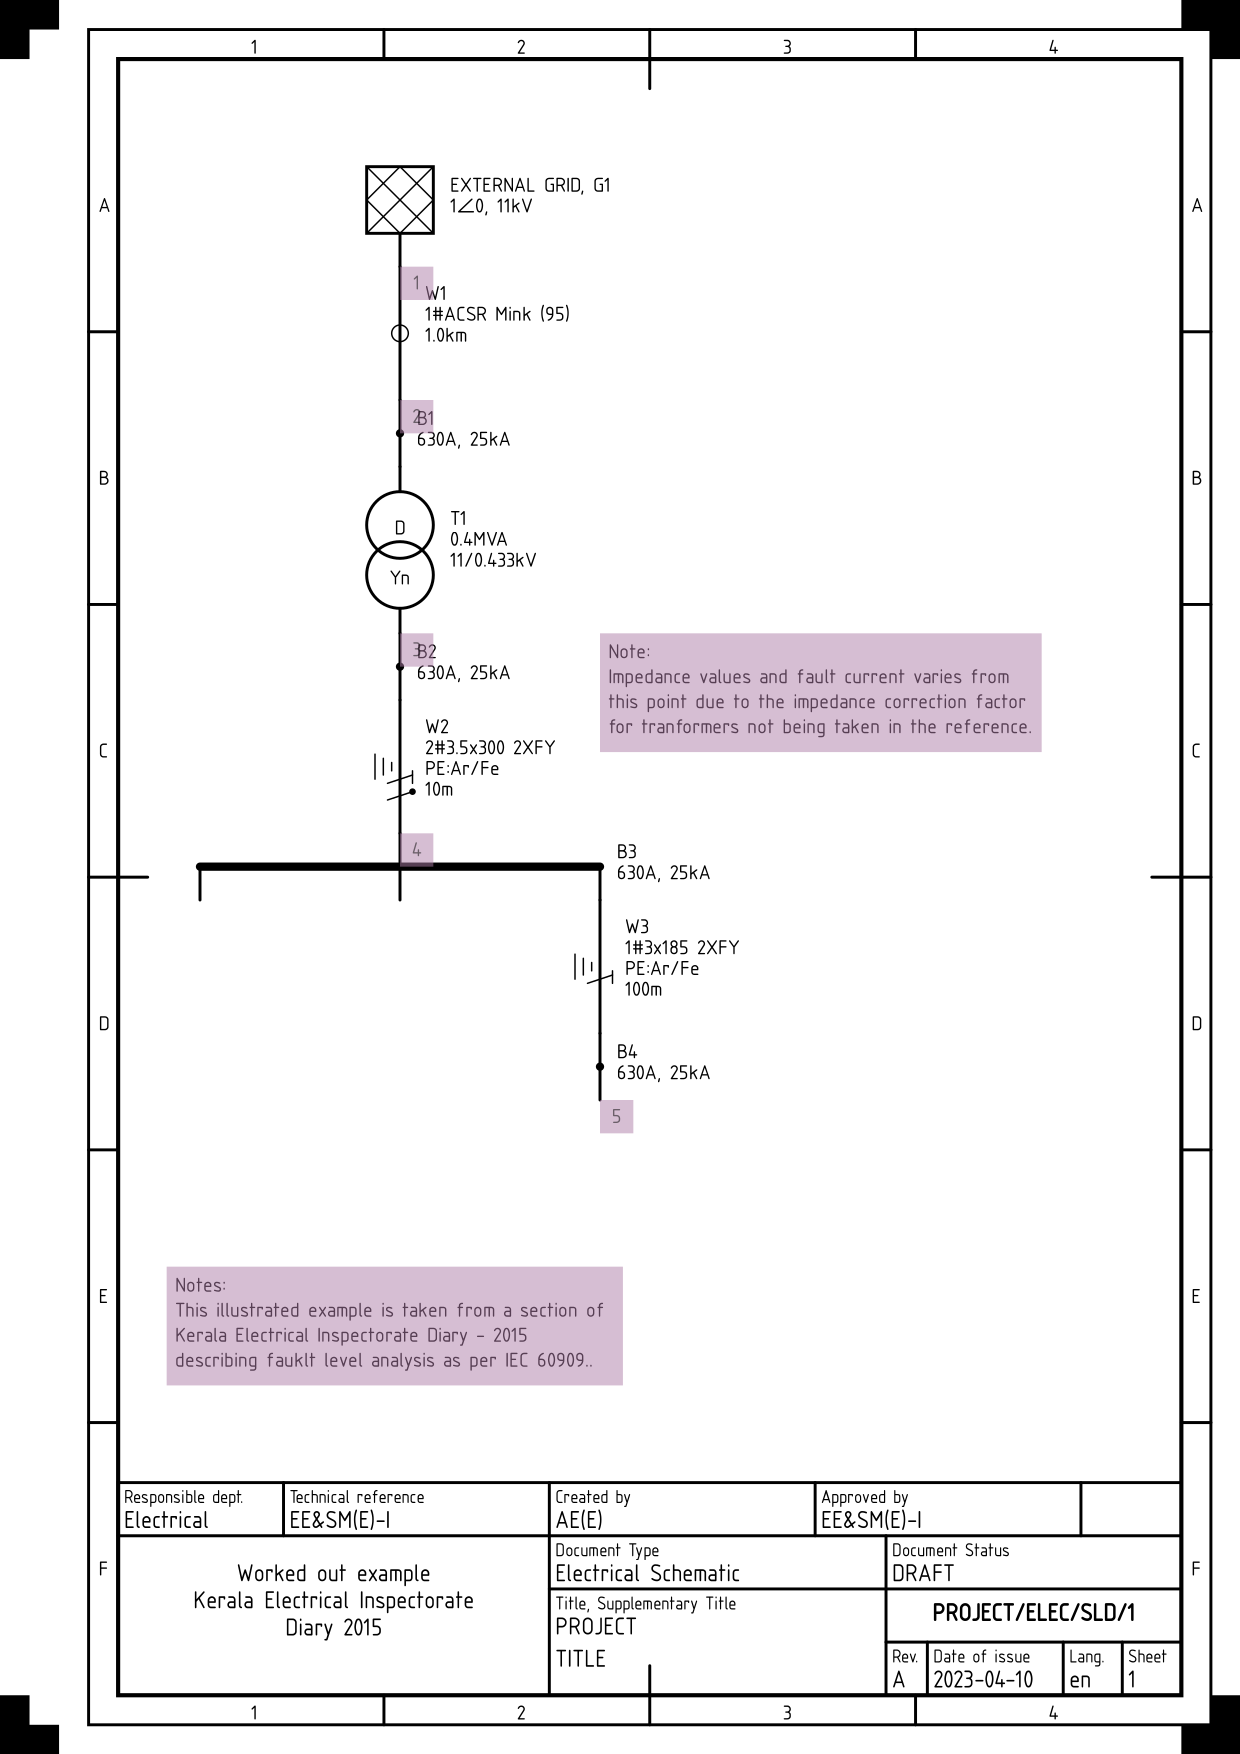 1 2 3 4
A A
EXTERNAL GRID, G1
1∠0, 11kV
1
W1
1#ACSR Mink (95)
1.0km
2
B1
630A, 25kA
B B
D
Yn
T1
0.4MVA
11/0.433kV
3
B2
630A, 25kA
Note:
Impedance values and fault current varies from
this point due to the impedance correction factor
for tranformers not being taken in the reference.
W2
2#3.5x300 2XFY
PE:Ar/Fe
10m
C C
4
B3
630A, 25kA
W3
1#3x185 2XFY
PE:Ar/Fe
100m
D D
B4
630A, 25kA
5
Notes:
This illustrated example is taken from a section of
Kerala Electrical Inspectorate Diary - 2015
describing fauklt level analysis as per IEC 60909..
E E
Responsible dept.
Electrical
Technical reference
EE&SM(E)-I
Created by
AE(E)
Approved by
EE&SM(E)-I
F F
Worked out example
Kerala Electrical Inspectorate
Diary 2015
Document Type
Electrical Schematic
Document Status
DRAFT
Title, Supplementary Title
PROJECT
TITLE
PROJECT/ELEC/SLD/1
Rev.
A
Date of issue
2023-04-10
Lang.
en
Sheet
1
1 2 3 4